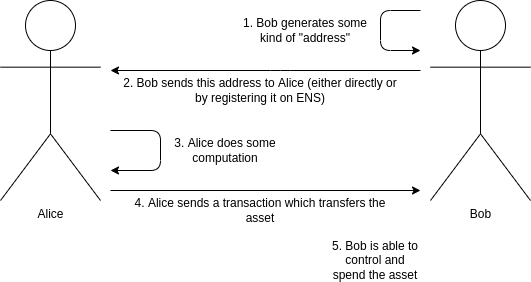 1. Bob generates some
kind of "address"
2. Bob sends this address to Alice (either directly or
by registering it on ENS)
3. Alice does some
computation
4. Alice sends a transaction which transfers the
asset
Alice
Bob
5. Bob is able to
control and
spend the asset